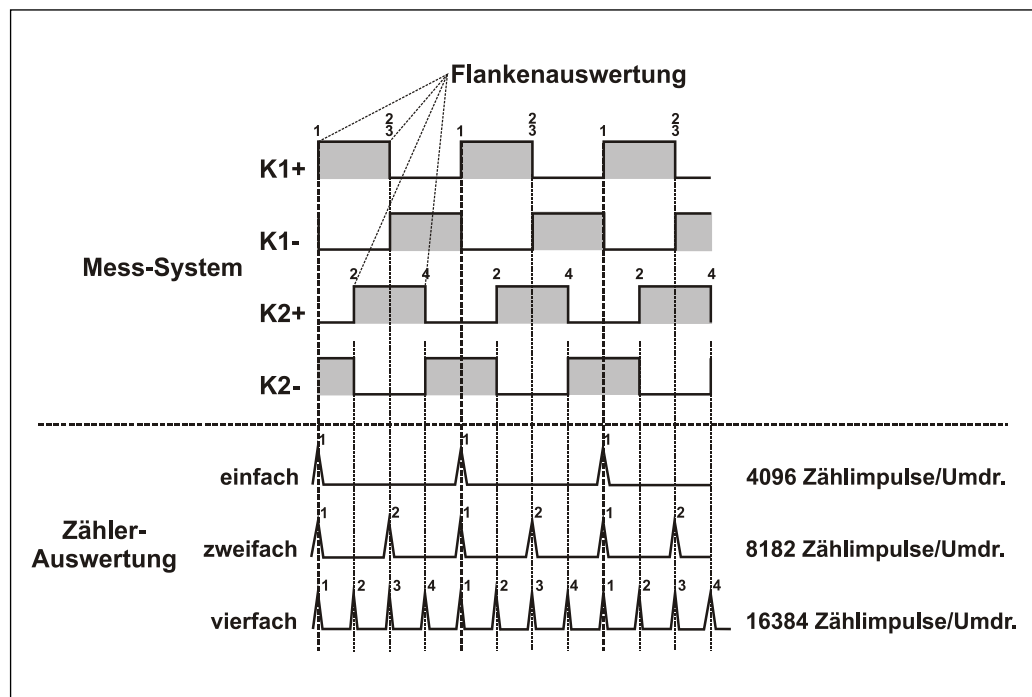 Flankenauswertung
1 2 3 1 2 3 1 2 3
K1+
K1-
Mess-System
2 4 2 4 2 4
K2+
K2-
1 1 1
einfach 4096 Zählimpulse/Umdr.
1 2 1 2 1 2
Zähler-Auswertung
zweifach 8182 Zählimpulse/Umdr.
1 2 3 4 1 2 3 4 1 2 3 4
vierfach 16384 Zählimpulse/Umdr.